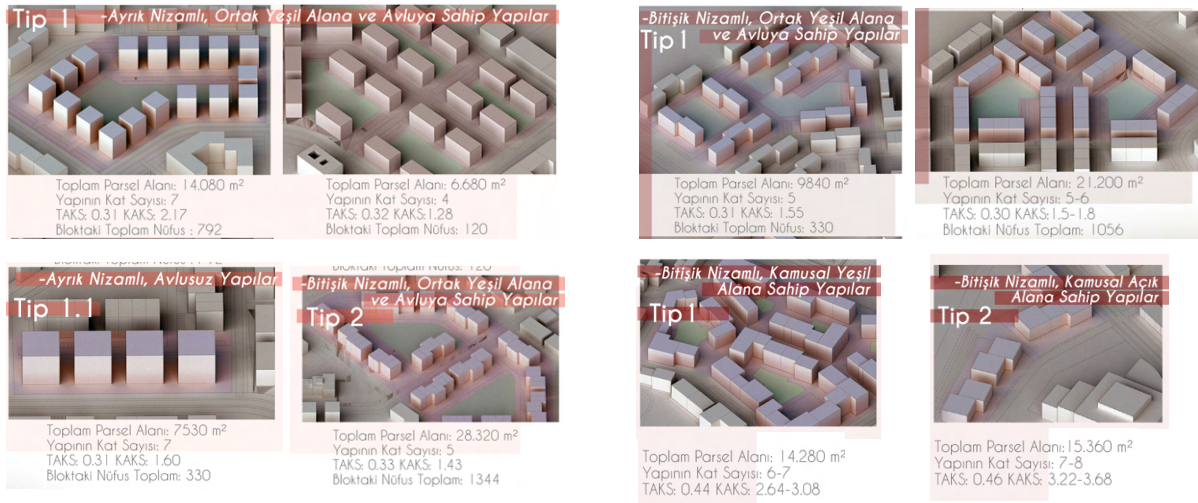 Tip 1 -Ayrık Nizamlı, Ortak Yeşil Alana ve Avluya Sahip Yapılar
Toplam Parsel Alanı: 14.080 m²
Yapının Kat Sayısı: 7
TAKS: 0.31 KAKS: 2.17
Bloktaki Toplam Nüfus : 792
Toplam Parsel Alanı: 6.680 m²
Yapının Kat Sayısı: 4
TAKS: 0.32 KAKS:1.28
Bloktaki Toplam Nüfus: 120
-Bitişik Nizamlı, Ortak Yeşil Alana
ve Avluya Sahip Yapılar
Tip 1
Toplam Parsel Alanı: 9840 m²
Yapının Kat Sayısı: 5
TAKS: 0.31 KAKS: 1.55
Bloktaki Toplam Nüfus: 330
Toplam Parsel Alanı: 21.200 m²
Yapının Kat Sayısı: 5-6
TAKS: 0.30 KAKS:1.5-1.8
Bloktaki Nüfus Toplam: 1056
-Ayrık Nizamlı, Avlusuz Yapılar
Tip 1.1
Toplam Parsel Alanı: 7530 m²
Yapının Kat Sayısı: 7
TAKS: 0.31 KAKS: 1.60
Bloktaki Nüfus Toplam: 330
Bloktaki Toplam Nüfus: 120
-Bitişik Nizamlı, Ortak Yeşil Alana
ve Avluya Sahip Yapılar
Tip 2
Toplam Parsel Alanı: 28.320 m²
Yapının Kat Sayısı: 5
TAKS: 0.33 KAKS: 1.43
Bloktaki Nüfus Toplam: 1344
-Bitişik Nizamlı, Kamusal Yeşil
Alana Sahip Yapılar
Tip 1
Toplam Parsel Alanı: 14.280 m²
Yapının Kat Sayısı: 6-7
TAKS: 0.44 KAKS: 2.64-3.08
-Bitişik Nizamlı, Kamusal Açık
Alana Sahip Yapılar
Tip 2
Toplam Parsel Alanı:15.360 m²
Yapının Kat Sayısı: 7-8
TAKS: 0.46 KAKS: 3.22-3.68